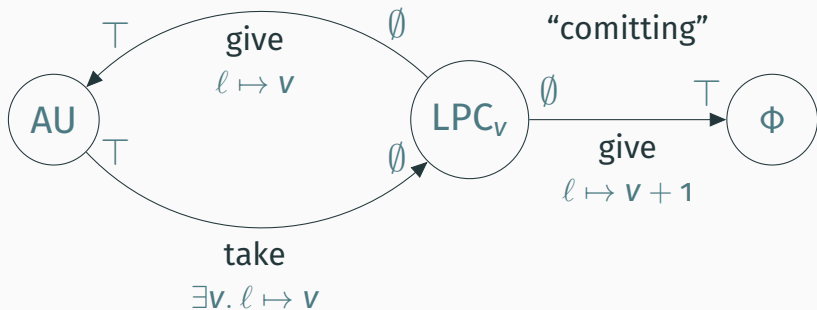 “comitting”
⊤ give ∅
ℓ ↦ v
AU LPCᵥ ∅ ⊤ Φ
⊤ ∅ give
ℓ ↦ v + 1
take
∃v. ℓ ↦ v